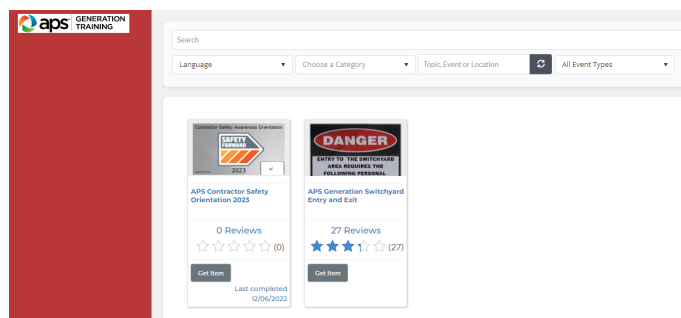 aps GENERATION
TRAINING
Search
Language
Choose a Category
Topic, Event or Location
All Event Types
Contractor Safety Awareness Orientation
SAFETY
FORWARD
2023
DANGER
ENTRY TO THE SWITCHYARD
AREA REQUIRES THE
FOLLOWING PERSONAL
APS Contractor Safety
Orientation 2023
APS Generation Switchyard
Entry and Exit
0 Reviews
(0)
27 Reviews
(27)
Get Item
Get Item
Last completed
12/06/2022